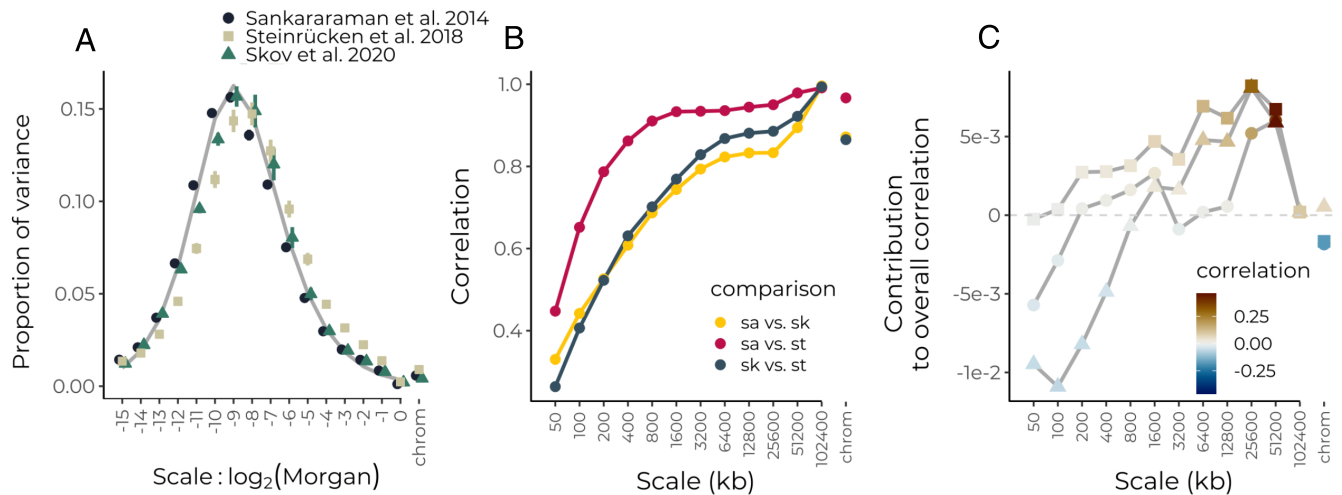 A
Sankararaman et al. 2014
Steinrücken et al. 2018
Skov et al. 2020
Proportion of variance
0.15
0.10
0.05
0.00
-15
-14
-13
-12
-11
-10
-9
-8
-7
-6
-5
-4
-3
-2
-1
0
chrom
Scale : log2(Morgan)
B
Correlation
1.0
0.8
0.6
0.4
comparison
sa vs. sk
sa vs. st
sk vs. st
50
100
200
400
800
1600
3200
6400
12800
25600
51200
102400
chrom
Scale (kb)
C
Contribution
to overall correlation
5e-3
0
-5e-3
-1e-2
correlation
0.25
0.00
-0.25
50
100
200
400
800
1600
3200
6400
12800
25600
51200
102400
chrom
Scale (kb)